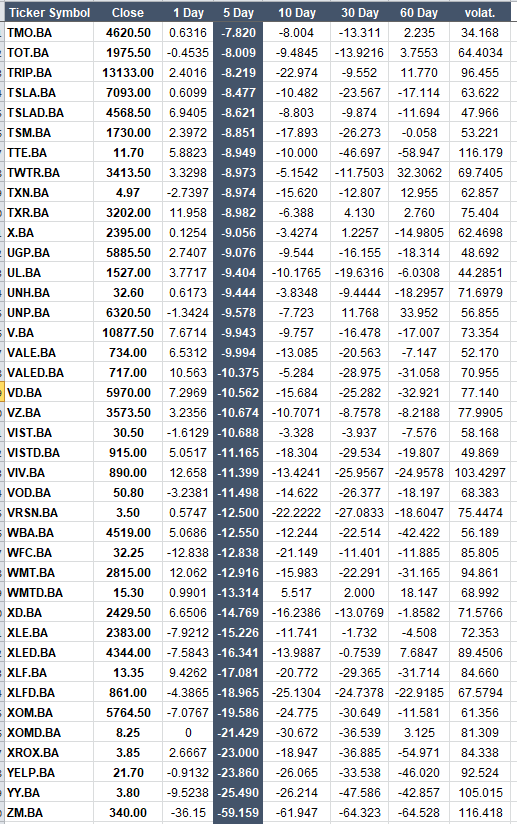 Ticker Symbol Close 1 Day 5 Day 10 Day 30 Day 60 Day volat.
TMO.BA 4620.50 0.6316 -7.820 -8.004 -13.311 2.235 34.168
TOT.BA 1975.50 -0.4535 -8.009 -9.4845 -13.9216 3.7553 64.4034
TRIP.BA 13133.00 2.4016 -8.219 -22.974 -9.552 11.770 96.455
TSLA.BA 7093.00 0.6099 -8.477 -10.482 -23.567 -17.114 63.622
TSLAD.BA 4568.50 6.9405 -8.621 -8.803 -9.874 -11.694 47.966
TSM.BA 1730.00 2.3972 -8.851 -17.893 -26.273 -0.058 53.221
TTE.BA 11.70 5.8823 -8.949 -10.000 -46.697 -58.947 116.179
TWTR.BA 3413.50 3.3298 -8.973 -5.1542 -11.7503 32.3062 69.7405
TXN.BA 4.97 -2.7397 -8.974 -15.620 -12.807 12.955 62.857
TXR.BA 3202.00 11.958 -8.982 -6.388 4.130 2.760 75.404
X.BA 2395.00 0.1254 -9.056 -3.4274 1.2257 -14.9805 62.4698
UGP.BA 5885.50 2.7407 -9.076 -9.544 -16.155 -18.314 48.692
UL.BA 1527.00 3.7717 -9.404 -10.1765 -19.6316 -6.0308 44.2851
UNH.BA 32.60 0.6173 -9.444 -3.8348 -9.4444 -18.2957 71.6979
UNP.BA 6320.50 -1.3424 -9.578 -7.723 11.768 33.952 56.855
V.BA 10877.50 7.6714 -9.943 -9.757 -16.478 -17.007 73.354
VALE.BA 734.00 6.5312 -9.994 -13.085 -20.563 -7.147 52.170
VALED.BA 717.00 10.563 -10.375 -5.284 -28.975 -31.058 70.955
VD.BA 5970.00 7.2969 -10.562 -15.684 -25.282 -32.921 77.140
VZ.BA 3573.50 3.2356 -10.674 -10.7071 -8.7578 -8.2188 77.9905
VIST.BA 30.50 -1.6129 -10.688 -3.328 -3.937 -7.576 58.168
VISTD.BA 915.00 5.0517 -11.165 -18.304 -29.534 -19.807 49.869
VIV.BA 890.00 12.658 -11.399 -13.4241 -25.9567 -24.9578 103.4297
VOD.BA 50.80 -3.2381 -11.498 -14.622 -26.377 -18.197 68.383
VRSN.BA 3.50 0.5747 -12.500 -22.2222 -27.0833 -18.6047 75.4474
WBA.BA 4519.00 5.0686 -12.550 -12.244 -22.514 -42.422 56.189
WFC.BA 32.25 -12.838 -12.838 -21.149 -11.401 -11.885 85.805
WMT.BA 2815.00 12.062 -12.916 -15.983 -22.291 -31.165 94.861
WMTD.BA 15.30 0.9901 -13.314 5.517 2.000 18.147 68.992
XD.BA 2429.50 6.6506 -14.769 -16.2386 -13.0769 -1.8582 71.5766
XLE.BA 2383.00 -7.9212 -15.226 -11.741 -1.732 -4.508 72.353
XLED.BA 4344.00 -7.5843 -16.341 -13.9887 -0.7539 7.6847 89.4506
XLF.BA 13.35 9.4262 -17.081 -20.772 -29.365 -31.714 84.660
XLFD.BA 861.00 -4.3865 -18.965 -25.1304 -24.7378 -22.9185 67.5794
XOM.BA 5764.50 -7.0767 -19.586 -24.775 -30.649 -11.581 61.356
XOMD.BA 8.25 0 -21.429 -30.672 -36.539 3.125 81.309
XROX.BA 3.85 2.6667 -23.000 -18.947 -36.885 -54.971 84.338
YELP.BA 21.70 -0.9132 -23.860 -26.065 -33.538 -46.020 92.524
YY.BA 3.80 -9.5238 -25.490 -26.214 -47.586 -42.857 105.015
ZM.BA 340.00 -36.15 -59.159 -61.947 -64.323 -64.528 116.418